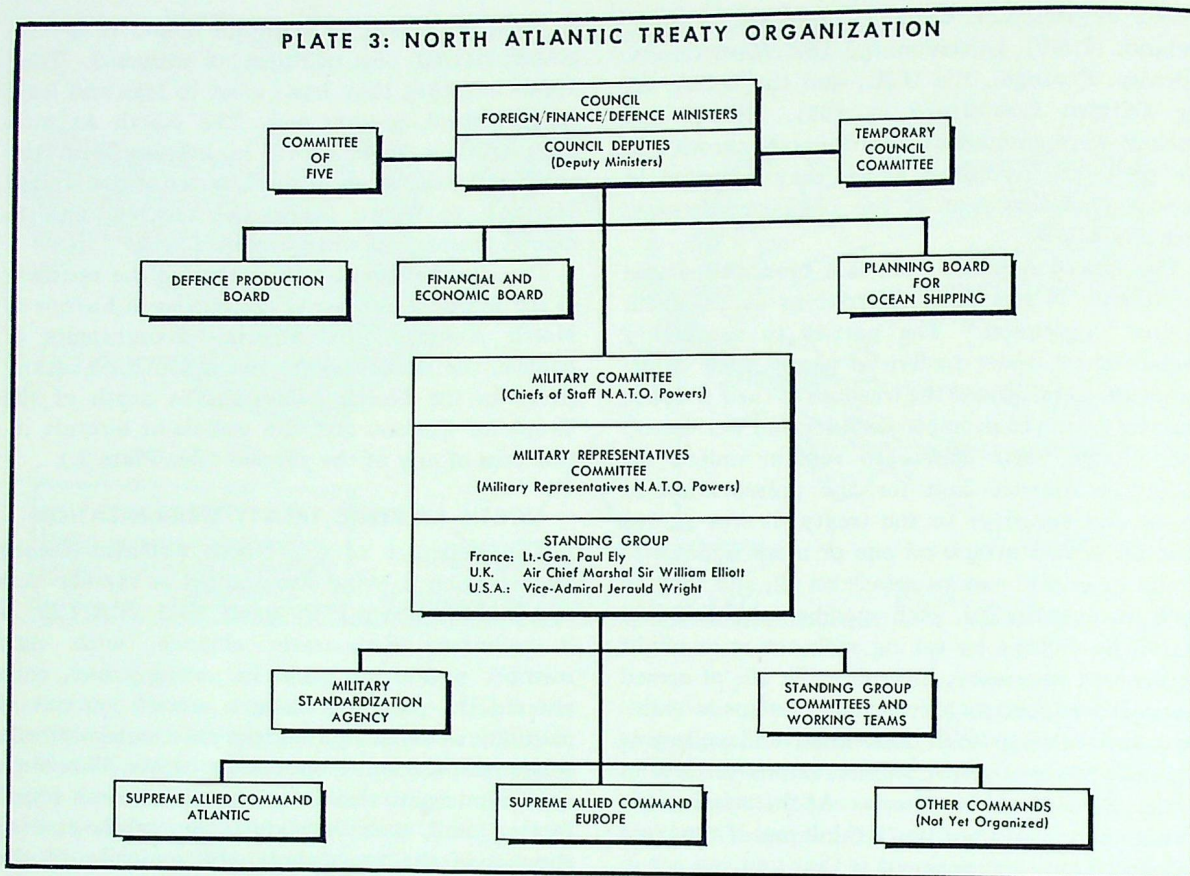 PLATE 3: NORTH ATLANTIC TREATY ORGANIZATION
COUNCIL
FOREIGN/FINANCE/DEFENCE MINISTERS
COUNCIL DEPUTIES
(Deputy Ministers)
COMMITTEE
OF
FIVE
TEMPORARY
COUNCIL
COMMITTEE
DEFENCE PRODUCTION
BOARD
FINANCIAL AND
ECONOMIC BOARD
PLANNING BOARD
FOR
OCEAN SHIPPING
MILITARY COMMITTEE
(Chiefs of Staff N.A.T.O. Powers)
MILITARY REPRESENTATIVES
COMMITTEE
(Military Representatives N.A.T.O. Powers)
STANDING GROUP
France: Lt.-Gen. Paul Ely
U.K. Air Chief Marshal Sir William Elliott
U.S.A.: Vice-Admiral Jerauld Wright
MILITARY
STANDARDIZATION
AGENCY
STANDING GROUP
COMMITTEES AND
WORKING TEAMS
SUPREME ALLIED COMMAND
ATLANTIC
SUPREME ALLIED COMMAND
EUROPE
OTHER COMMANDS
(Not Yet Organized)